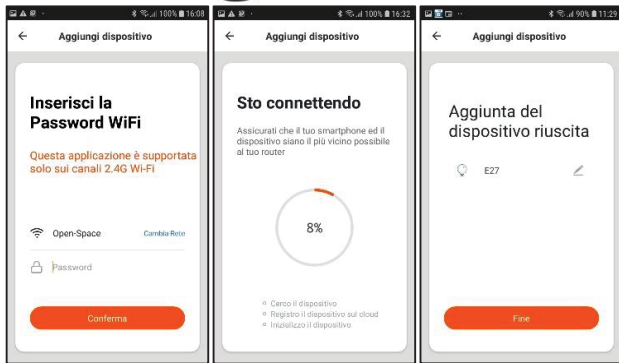 100% 16:08
Aggiungi dispositivo
Inserisci la
Password WiFi
Questa applicazione è supportata
solo sui canali 2.4G Wi-Fi
Open-Space
Cambia Rete
Password
Conferma
100% 16:32
Aggiungi dispositivo
Sto connettendo
Assicurati che il tuo smartphone ed il
dispositivo siano il più vicino possibile
al tuo router
8%
Cerco il dispositivo
Registro il dispositivo sul cloud
Inizializzo il dispositivo
90% 11:29
Aggiungi dispositivo
Aggiunta del
dispositivo riuscita
E27
Fine